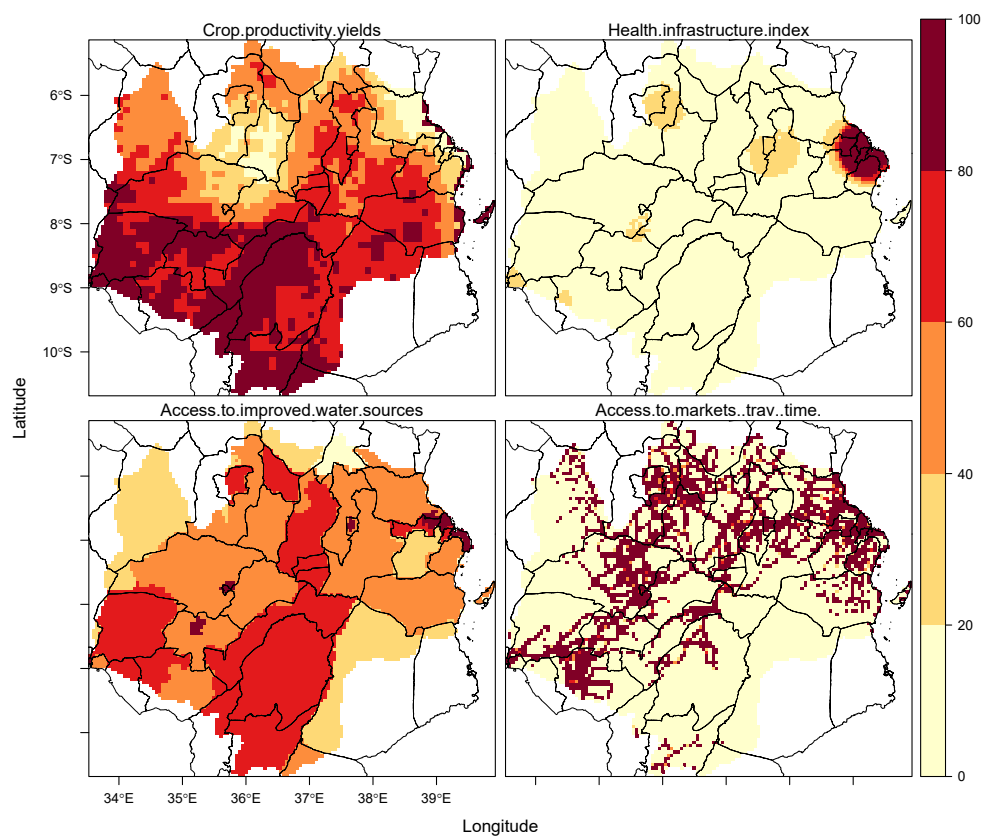 Crop.productivity.yields
Health.infrastructure.index
100
80
60
40
20
0
6°S
7°S
8°S
9°S
10°S
Latitude
Access.to.improved.water.sources
Access.to.markets..trav..time.
34°E
35°E
36°E
37°E
38°E
39°E
Longitude